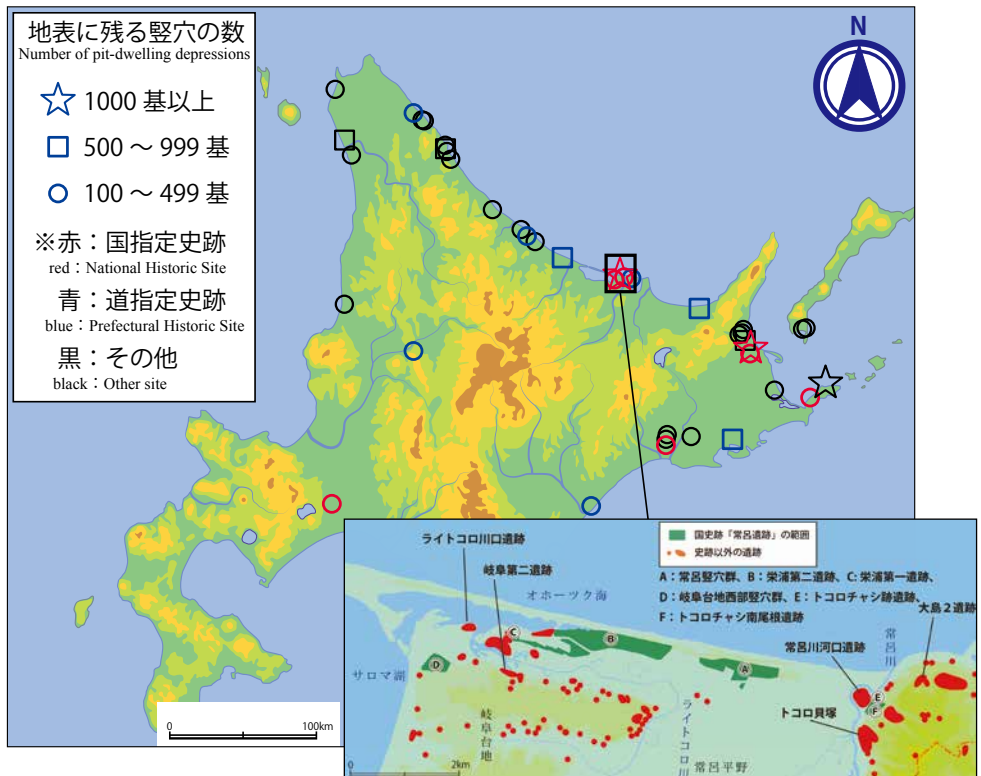 地表に残る竪穴の数
Number of pit-dwelling depressions
1000 基以上
500 ～ 999 基
100 ～ 499 基
※赤：国指定史跡
red：National Historic Site
青：道指定史跡
blue：Prefectural Historic Site
黒：その他
black：Other site
N
0 100km
国史跡「常呂遺跡」の範囲
史跡以外の遺跡
A：常呂竪穴群、B：栄浦第二遺跡、C: 栄浦第一遺跡、
D：岐阜台地西部竪穴群、E：トコロチャシ跡遺跡、
F：トコロチャシ南尾根遺跡
ライトコロ川口遺跡
岐阜第二遺跡
オホーツク海
大島２遺跡
常呂川
常呂川河口遺跡
トコロ貝塚
サロマ湖
岐阜台地
ライトコロ川
常呂平野
A
B
C
D
E
F
0 2km